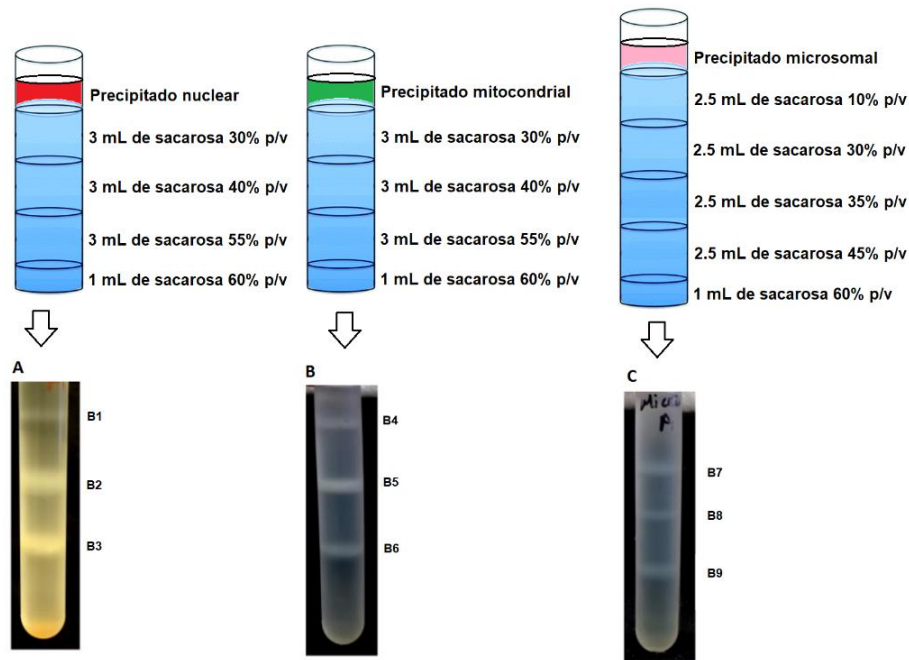 Precipitado nuclear
3 mL de sacarosa 30% p/v
3 mL de sacarosa 40% p/v
3 mL de sacarosa 55% p/v
1 mL de sacarosa 60% p/v
Precipitado mitocondrial
3 mL de sacarosa 30% p/v
3 mL de sacarosa 40% p/v
3 mL de sacarosa 55% p/v
1 mL de sacarosa 60% p/v
Precipitado microsomal
2.5 mL de sacarosa 10% p/v
2.5 mL de sacarosa 30% p/v
2.5 mL de sacarosa 35% p/v
2.5 mL de sacarosa 45% p/v
1 mL de sacarosa 60% p/v
A
B1
B2
B3
B
B4
B5
B6
C
Micro
B7
B8
B9